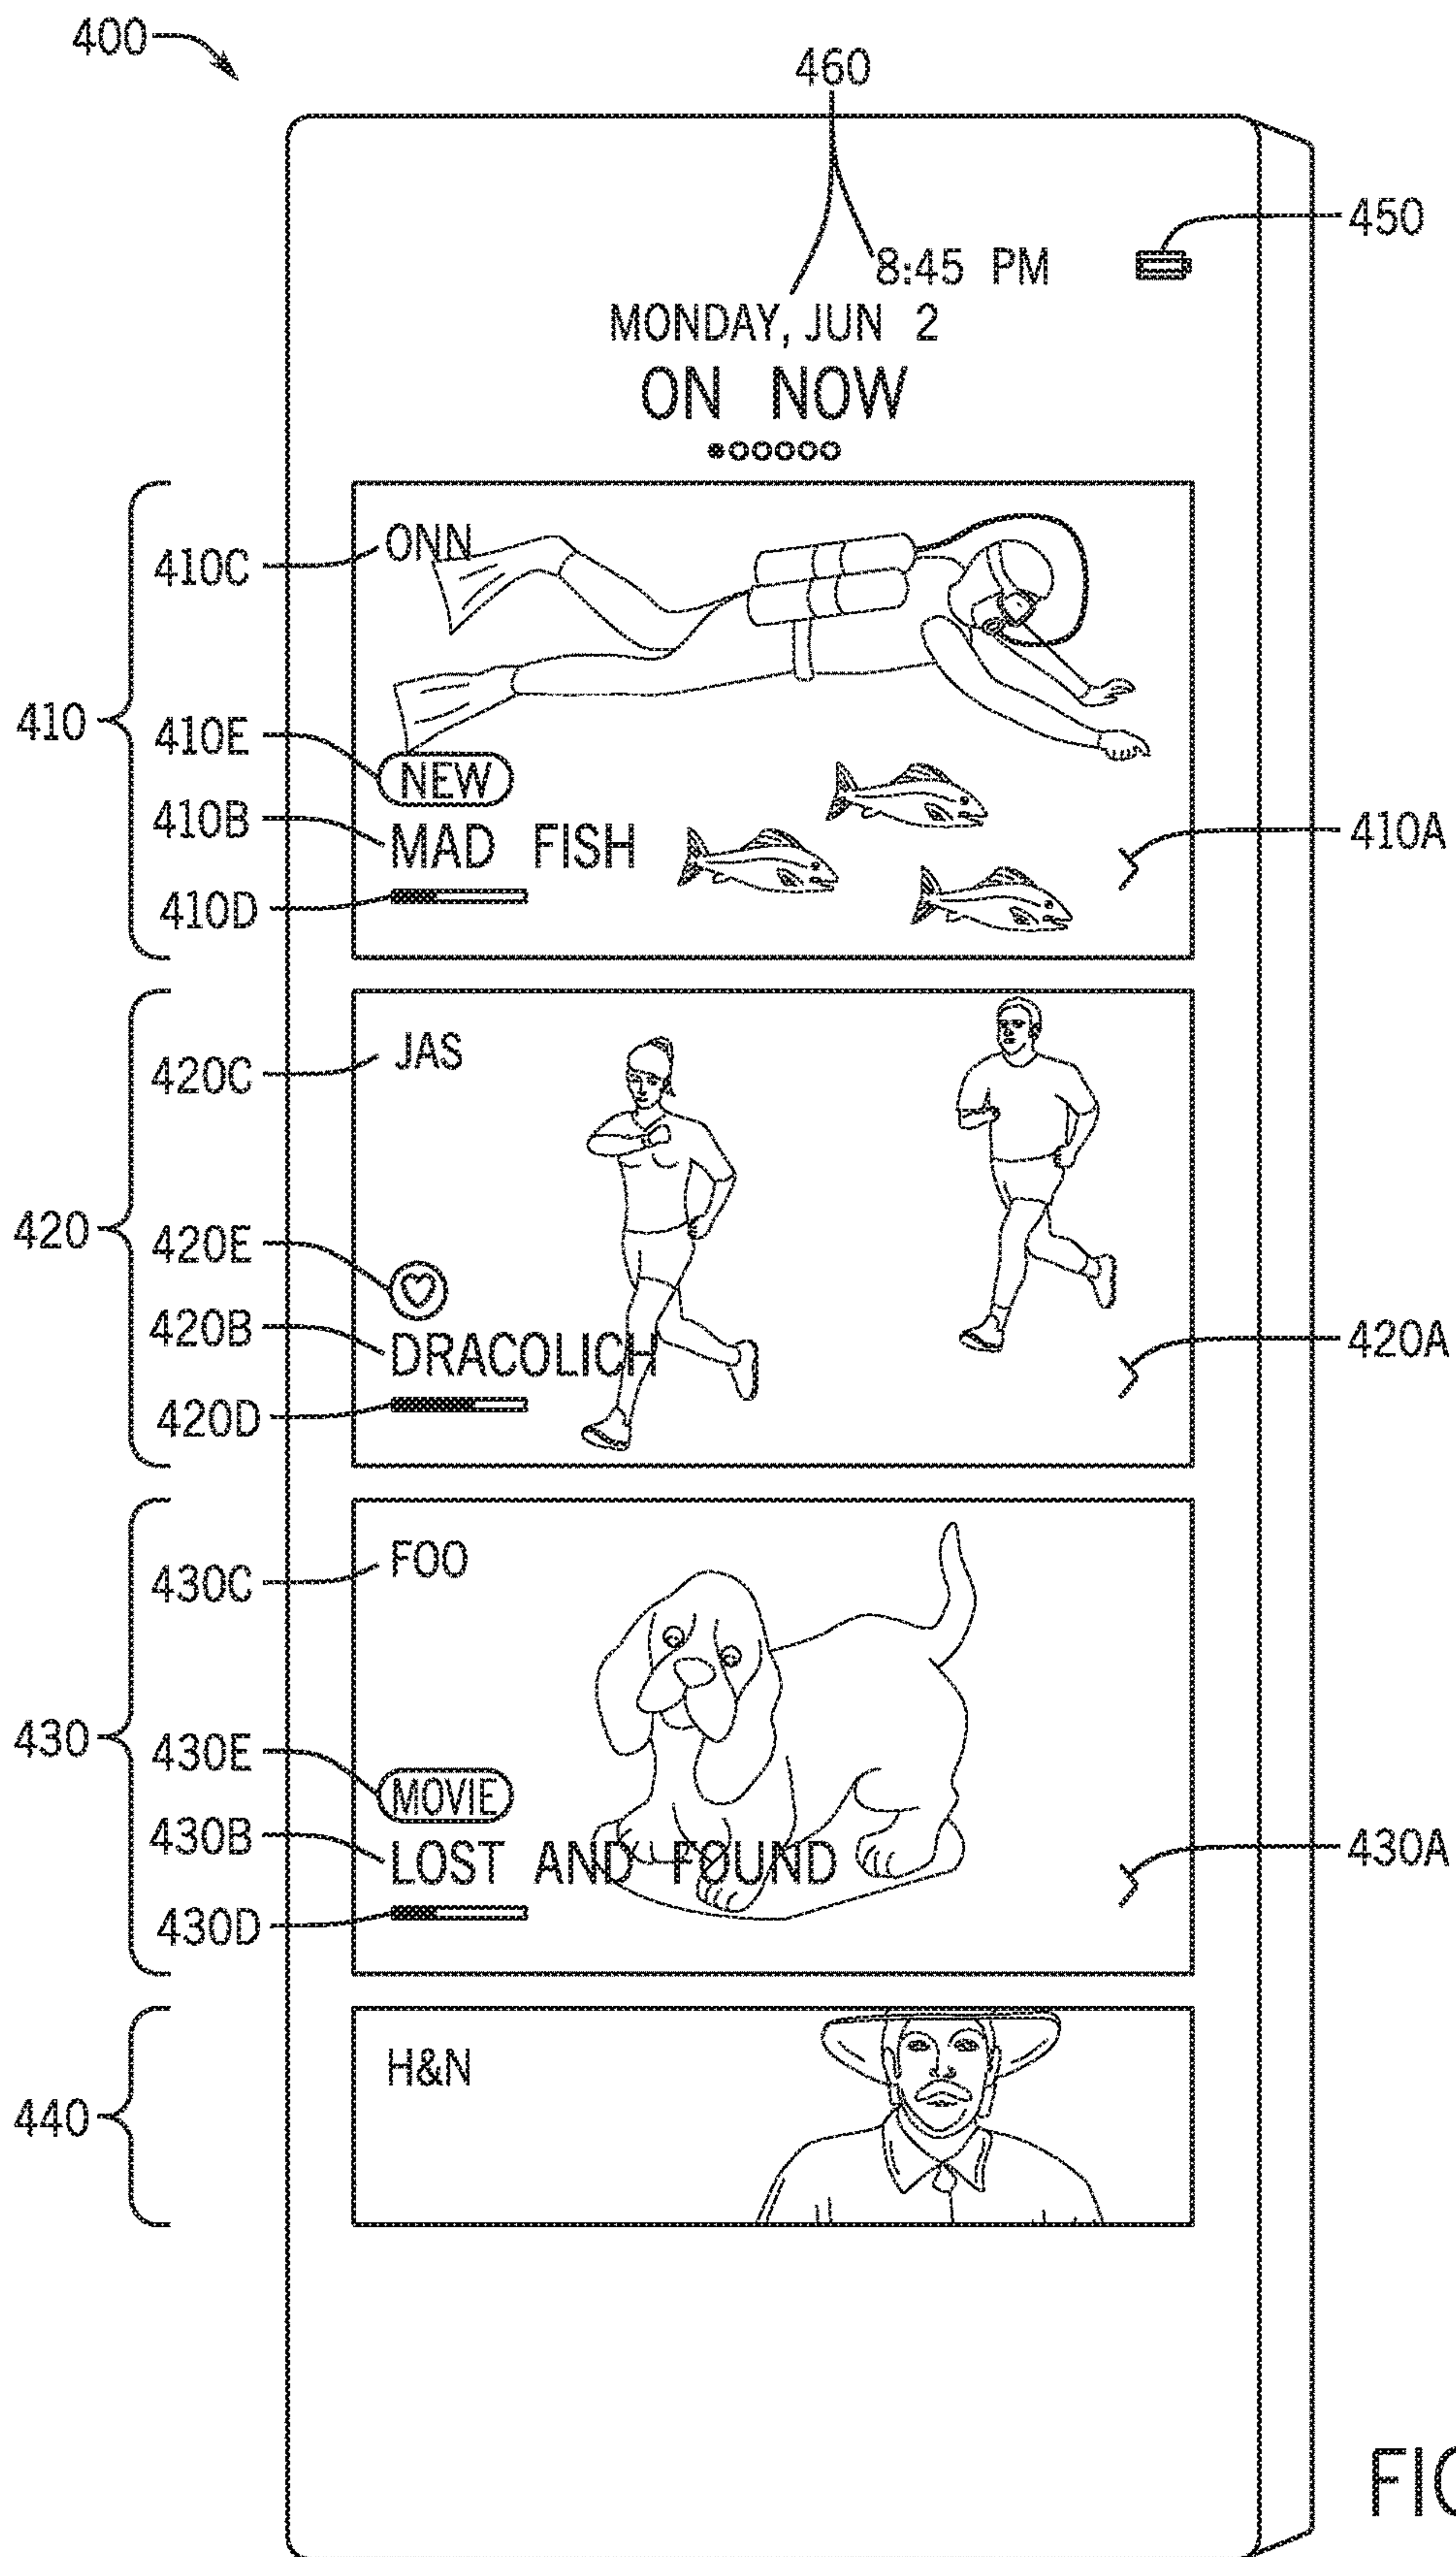 400
460
450
8:45 PM
MONDAY, JUN 2
ON NOW
410C
ONN
410
410E
NEW
410B
MAD FISH
410A
410D
420C
JAS
420
420E
420B
DRACOLICH
420A
420D
430C
FOO
430
430E
MOVIE
430B
LOST AND FOUND
430A
430D
H&N
440